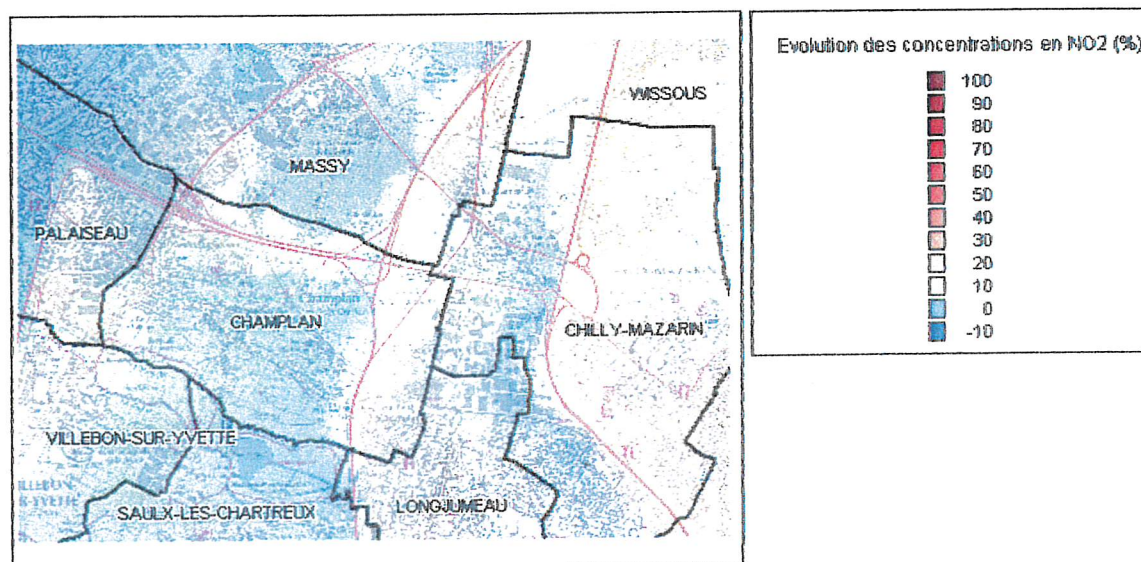 Evolution des concentrations en NO2 (%)
100
90
80
70
60
50
40
30
20
10
0
-10
WISSOUS
MASSY
PALAISEAU
Champlan
CHAMPLAN
CHILLY-MAZARIN
VILLEBON-SUR-YVETTE
SAULX-LES-CHARTREUX
LONGJUMEAU